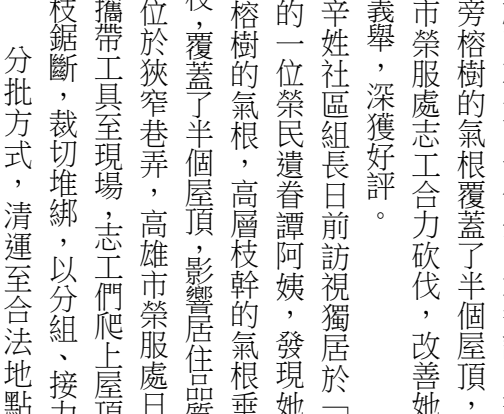 旁榕樹的氣根覆蓋了半個屋頂，
市榮服處志工合力砍伐，改善她
義舉，深獲好評。
辛姓社區組長日前訪視獨居於「
的一位榮民遺眷譚阿姨，發現她
榕樹的氣根，高層枝幹的氣根垂
，覆蓋了半個屋頂，影響居住品質
位於狹窄巷弄，高雄市榮服處日
攜帶工具至現場，志工們爬上屋頂
枝鋸斷，裁切堆綁，以分組、接力
分批方式，清運至合法地點